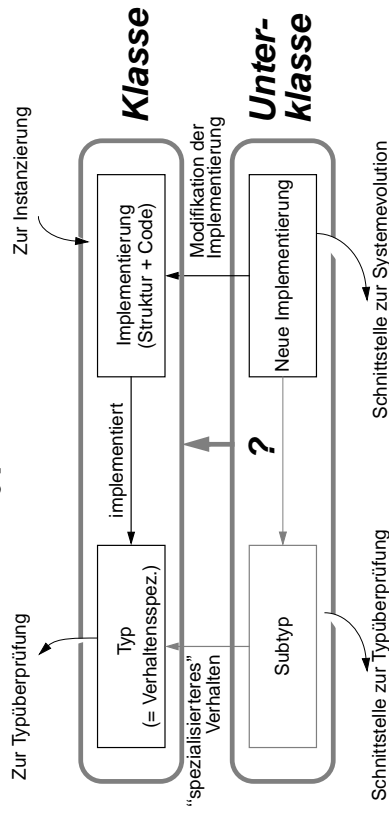 Zur Typüberprüfung
Zur Instanzierung
Typ
(= Verhaltensspez.)
implementiert
Implementierung
(Struktur + Code)
Klasse
“spezialisierteres”
Verhalten
?
Modifikation der
Implementierung
Subtyp
Neue Implementierung
Unter-
klasse
Schnittstelle zur Typüberprüfung
Schnittstelle zur Systemevolution